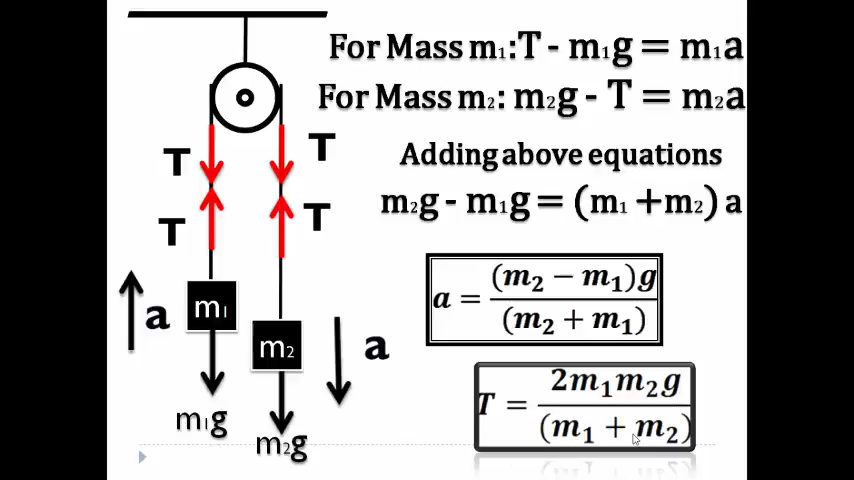 For Mass m₁:T - m₁g = m₁a
For Mass m₂: m₂g - T = m₂a
Adding above equations
m₂g - m₁g = (m₁ +m₂) a
a = (m₂ − m₁)g / (m₂ + m₁)
T = 2m₁m₂g / (m₁ + m₂)
T
T
T
T
a
m₁
m₂
a
m₁g
m₂g